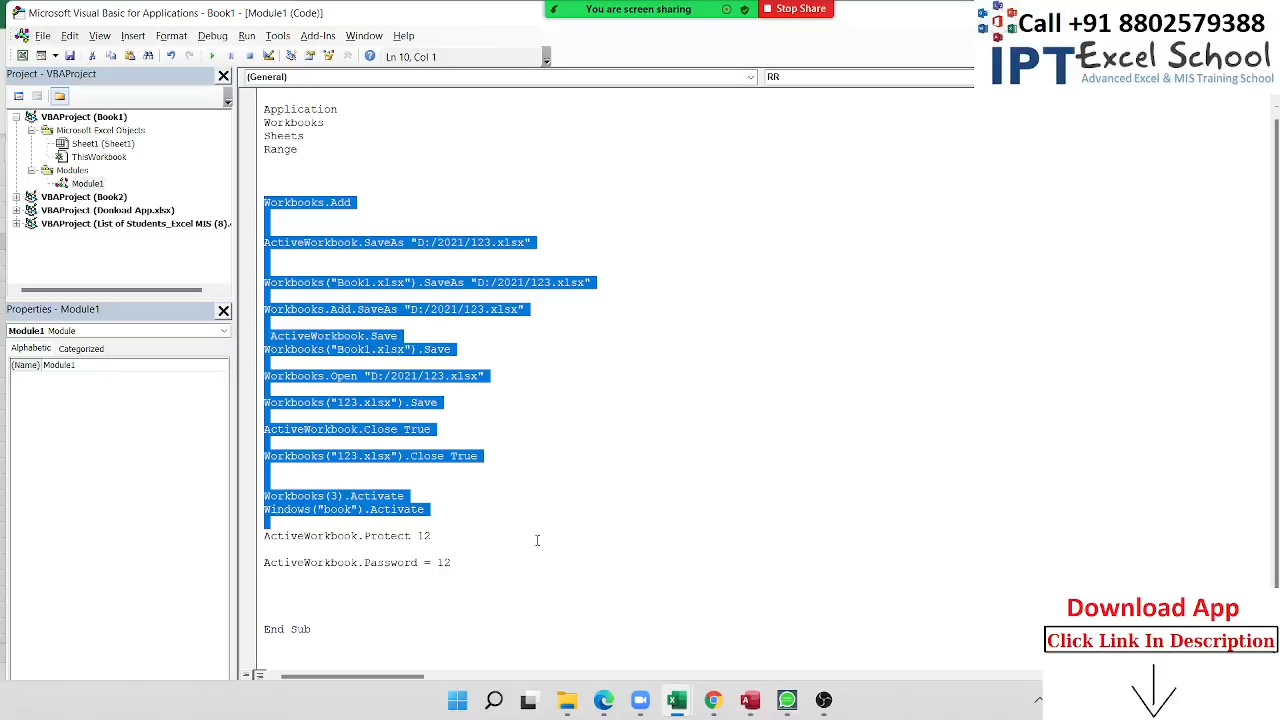 Microsoft Visual Basic for Applications - Book1 - [Module1 (Code)]
You are screen sharing
Stop Share
Call +91 8802579388
IPT Excel School
Advanced Excel & MIS Training School
File Edit View Insert Format Debug Run Tools Add-Ins Window Help
Ln 10, Col 1
Project - VBAProject
(General)
RR
VBAProject (Book1)
Microsoft Excel Objects
Sheet1 (Sheet1)
ThisWorkbook
Modules
Module1
VBAProject (Book2)
VBAProject (Donload App.xlsx)
VBAProject (List of Students_Excel MIS (8).
Properties - Module1
Module1 Module
Alphabetic Categorized
(Name) Module1
Application
Workbooks
Sheets
Range
Workbooks.Add
ActiveWorkbook.SaveAs "D:/2021/123.xlsx"
Workbooks("Book1.xlsx").SaveAs "D:/2021/123.xlsx"
Workbooks.Add.SaveAs "D:/2021/123.xlsx"
ActiveWorkbook.Save
Workbooks("Book1.xlsx").Save
Workbooks.Open "D:/2021/123.xlsx"
Workbooks("123.xlsx").Save
ActiveWorkbook.Close True
Workbooks("123.xlsx").Close True
Workbooks(3).Activate
Windows("book").Activate
ActiveWorkbook.Protect 12
ActiveWorkbook.Password = 12
End Sub
Download App
Click Link In Description